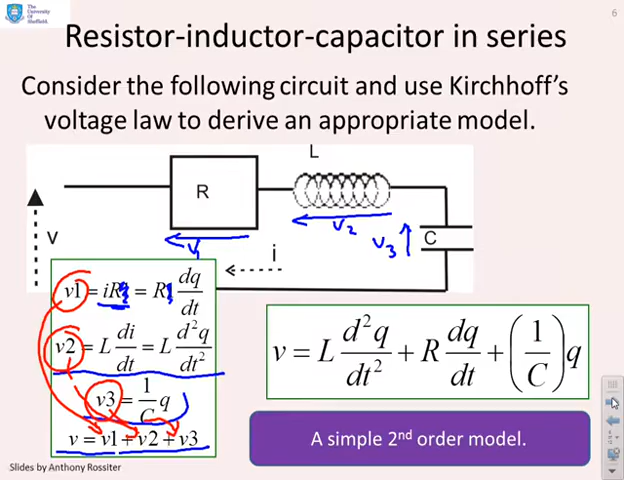 The
University
Of
Sheffield.
6
Resistor-inductor-capacitor in series
Consider the following circuit and use Kirchhoff's
voltage law to derive an appropriate model.
L
R
C
v
i
v1
v2
v3
v1 = iR = R dq/dt
v2 = L di/dt = L d²q/dt²
v3 = 1/C q
v = v1 + v2 + v3
v = L d²q/dt² + R dq/dt + (1/C) q
A simple 2nd order model.
Slides by Anthony Rossiter